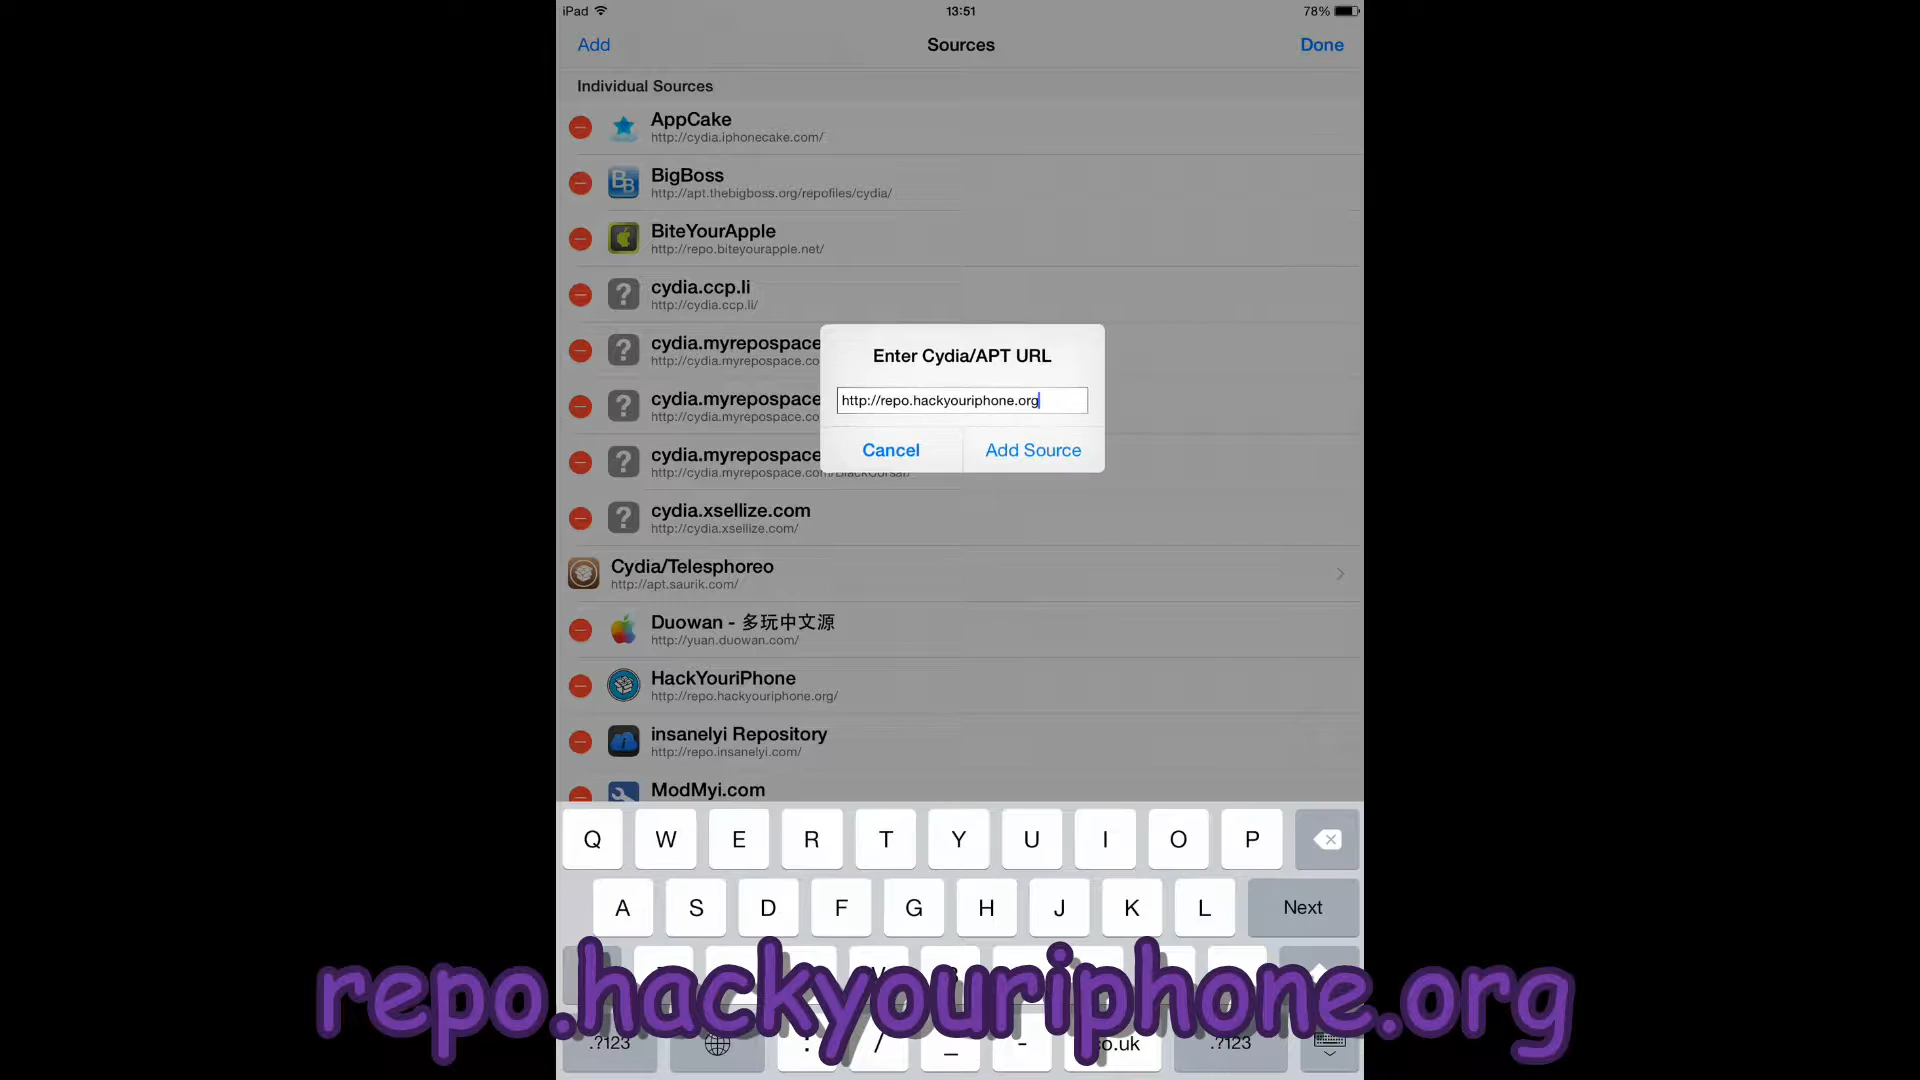 iPad 13:51 78%
Add Sources Done
Individual Sources
AppCake
http://cydia.iphonecake.com/
BigBoss
http://apt.thebigboss.org/repofiles/cydia/
BiteYourApple
http://repo.biteyourapple.net/
cydia.ccp.li
http://cydia.ccp.li/
cydia.myrepospace
http://cydia.myrepospace.co
cydia.myrepospace
http://cydia.myrepospace.co
cydia.myrepospace
http://cydia.myrepospace.com/
cydia.xsellize.com
http://cydia.xsellize.com/
Cydia/Telesphoreo
http://apt.saurik.com/
Duowan - 多玩中文源
http://yuan.duowan.com/
HackYouriPhone
http://repo.hackyouriphone.org/
insanelyi Repository
http://repo.insanelyi.com/
ModMyi.com
Enter Cydia/APT URL
http://repo.hackyouriphone.org
Cancel Add Source
Q W E R T Y U I O P
A S D F G H J K L Next
repo.hackyouriphone.org
.?123 : / _ - .?123